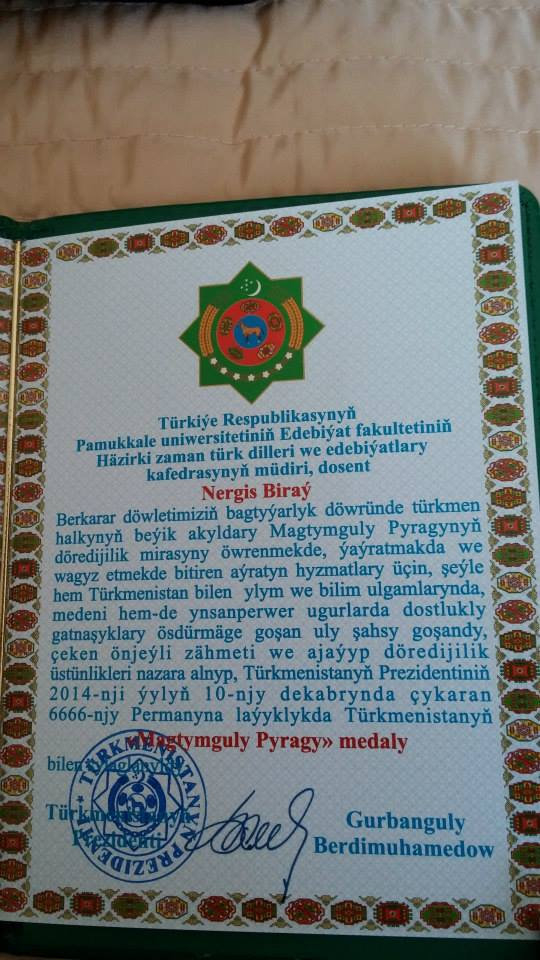 Türkiýe Respublikasynyň
Pamukkale uniwersitetiniň Edebiýat fakultetiniň
Häzirki zaman türk dilleri we edebiýatlary
kafedrasynyň müdiri, dosent
Nergis Biraý
Berkarar döwletimiziň bagtyýarlyk döwründe türkmen
halkynyň beýik akyldary Magtymguly Pyragynyň
döredijilik mirasyny öwrenmekde, ýaýratmakda we
wagyz etmekde bitiren aýratyn hyzmatlary üçin, şeýle
hem Türkmenistan bilen ylym we bilim ulgamlarynda,
medeni hem-de ynsanperwer ugurlarda dostlukly
gatnaşyklary ösdürmäge goşan uly şahsy goşandy,
çeken önjeýli zähmeti we ajaýyp döredijilik
üstünlikleri nazara alnyp, Türkmenistanyň Prezidentiniň
2014-nji ýylyň 10-njy dekabrynda çykaran
6666-njy Permanyna laýyklykda Türkmenistanyň
«Magtymguly Pyragy» medaly
bilen sylaglanyldy
Türkmenistanyň
Prezidenti
Gurbanguly
Berdimuhamedow
TÜRKMENISTANYŇ PREZIDENTI